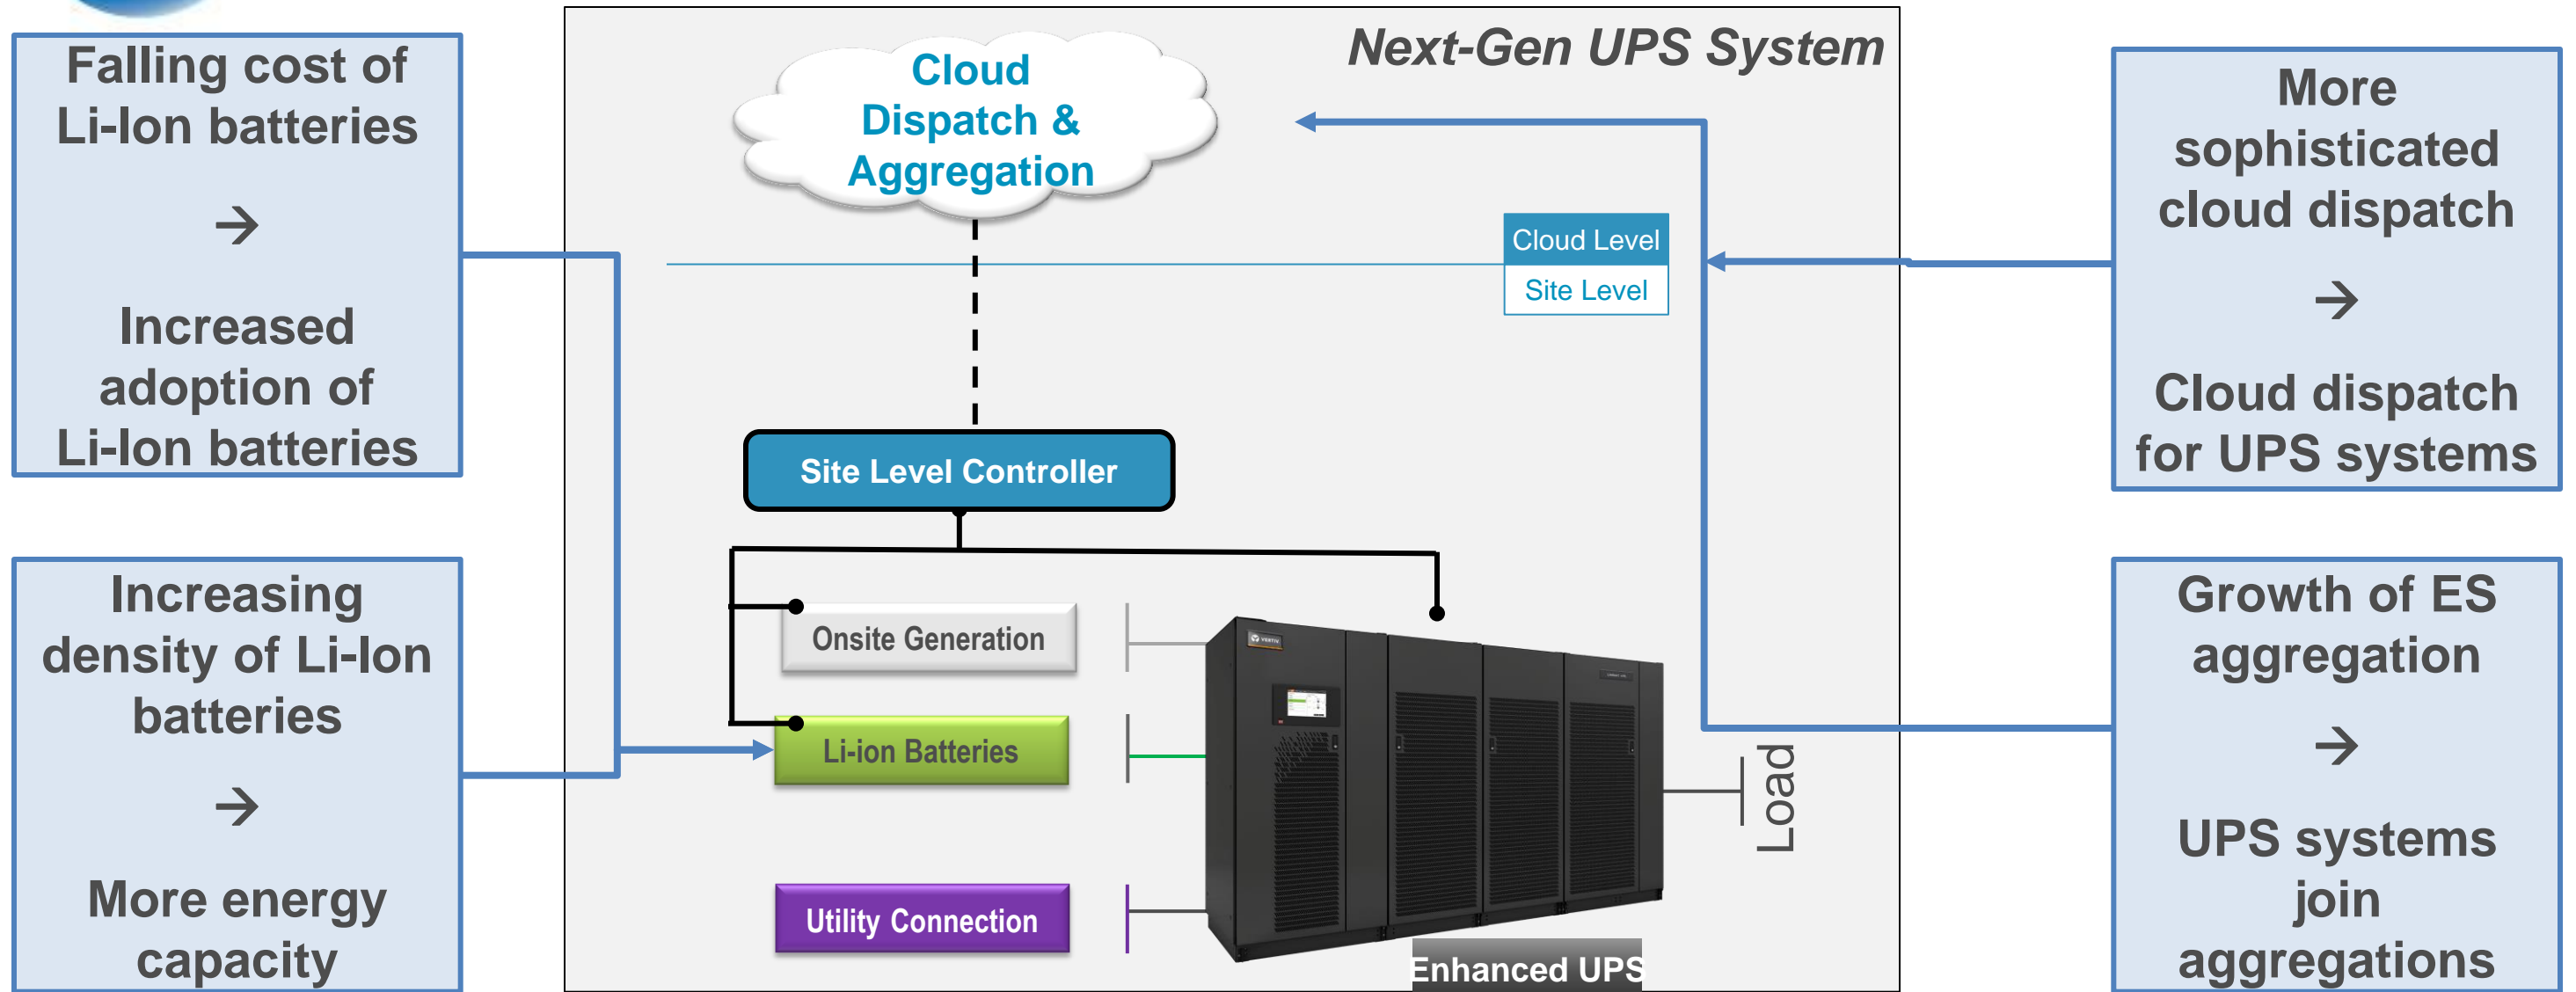 Falling cost of
Li-Ion batteries
→
Increased
adoption of
Li-Ion batteries
Increasing
density of Li-Ion
batteries
→
More energy
capacity
Next-Gen UPS System
Cloud
Dispatch &
Aggregation
Cloud Level
Site Level
Site Level Controller
Onsite Generation
Li-ion Batteries
Utility Connection
VERTIV
Load
Enhanced UPS
More
sophisticated
cloud dispatch
→
Cloud dispatch
for UPS systems
Growth of ES
aggregation
→
UPS systems
join
aggregations